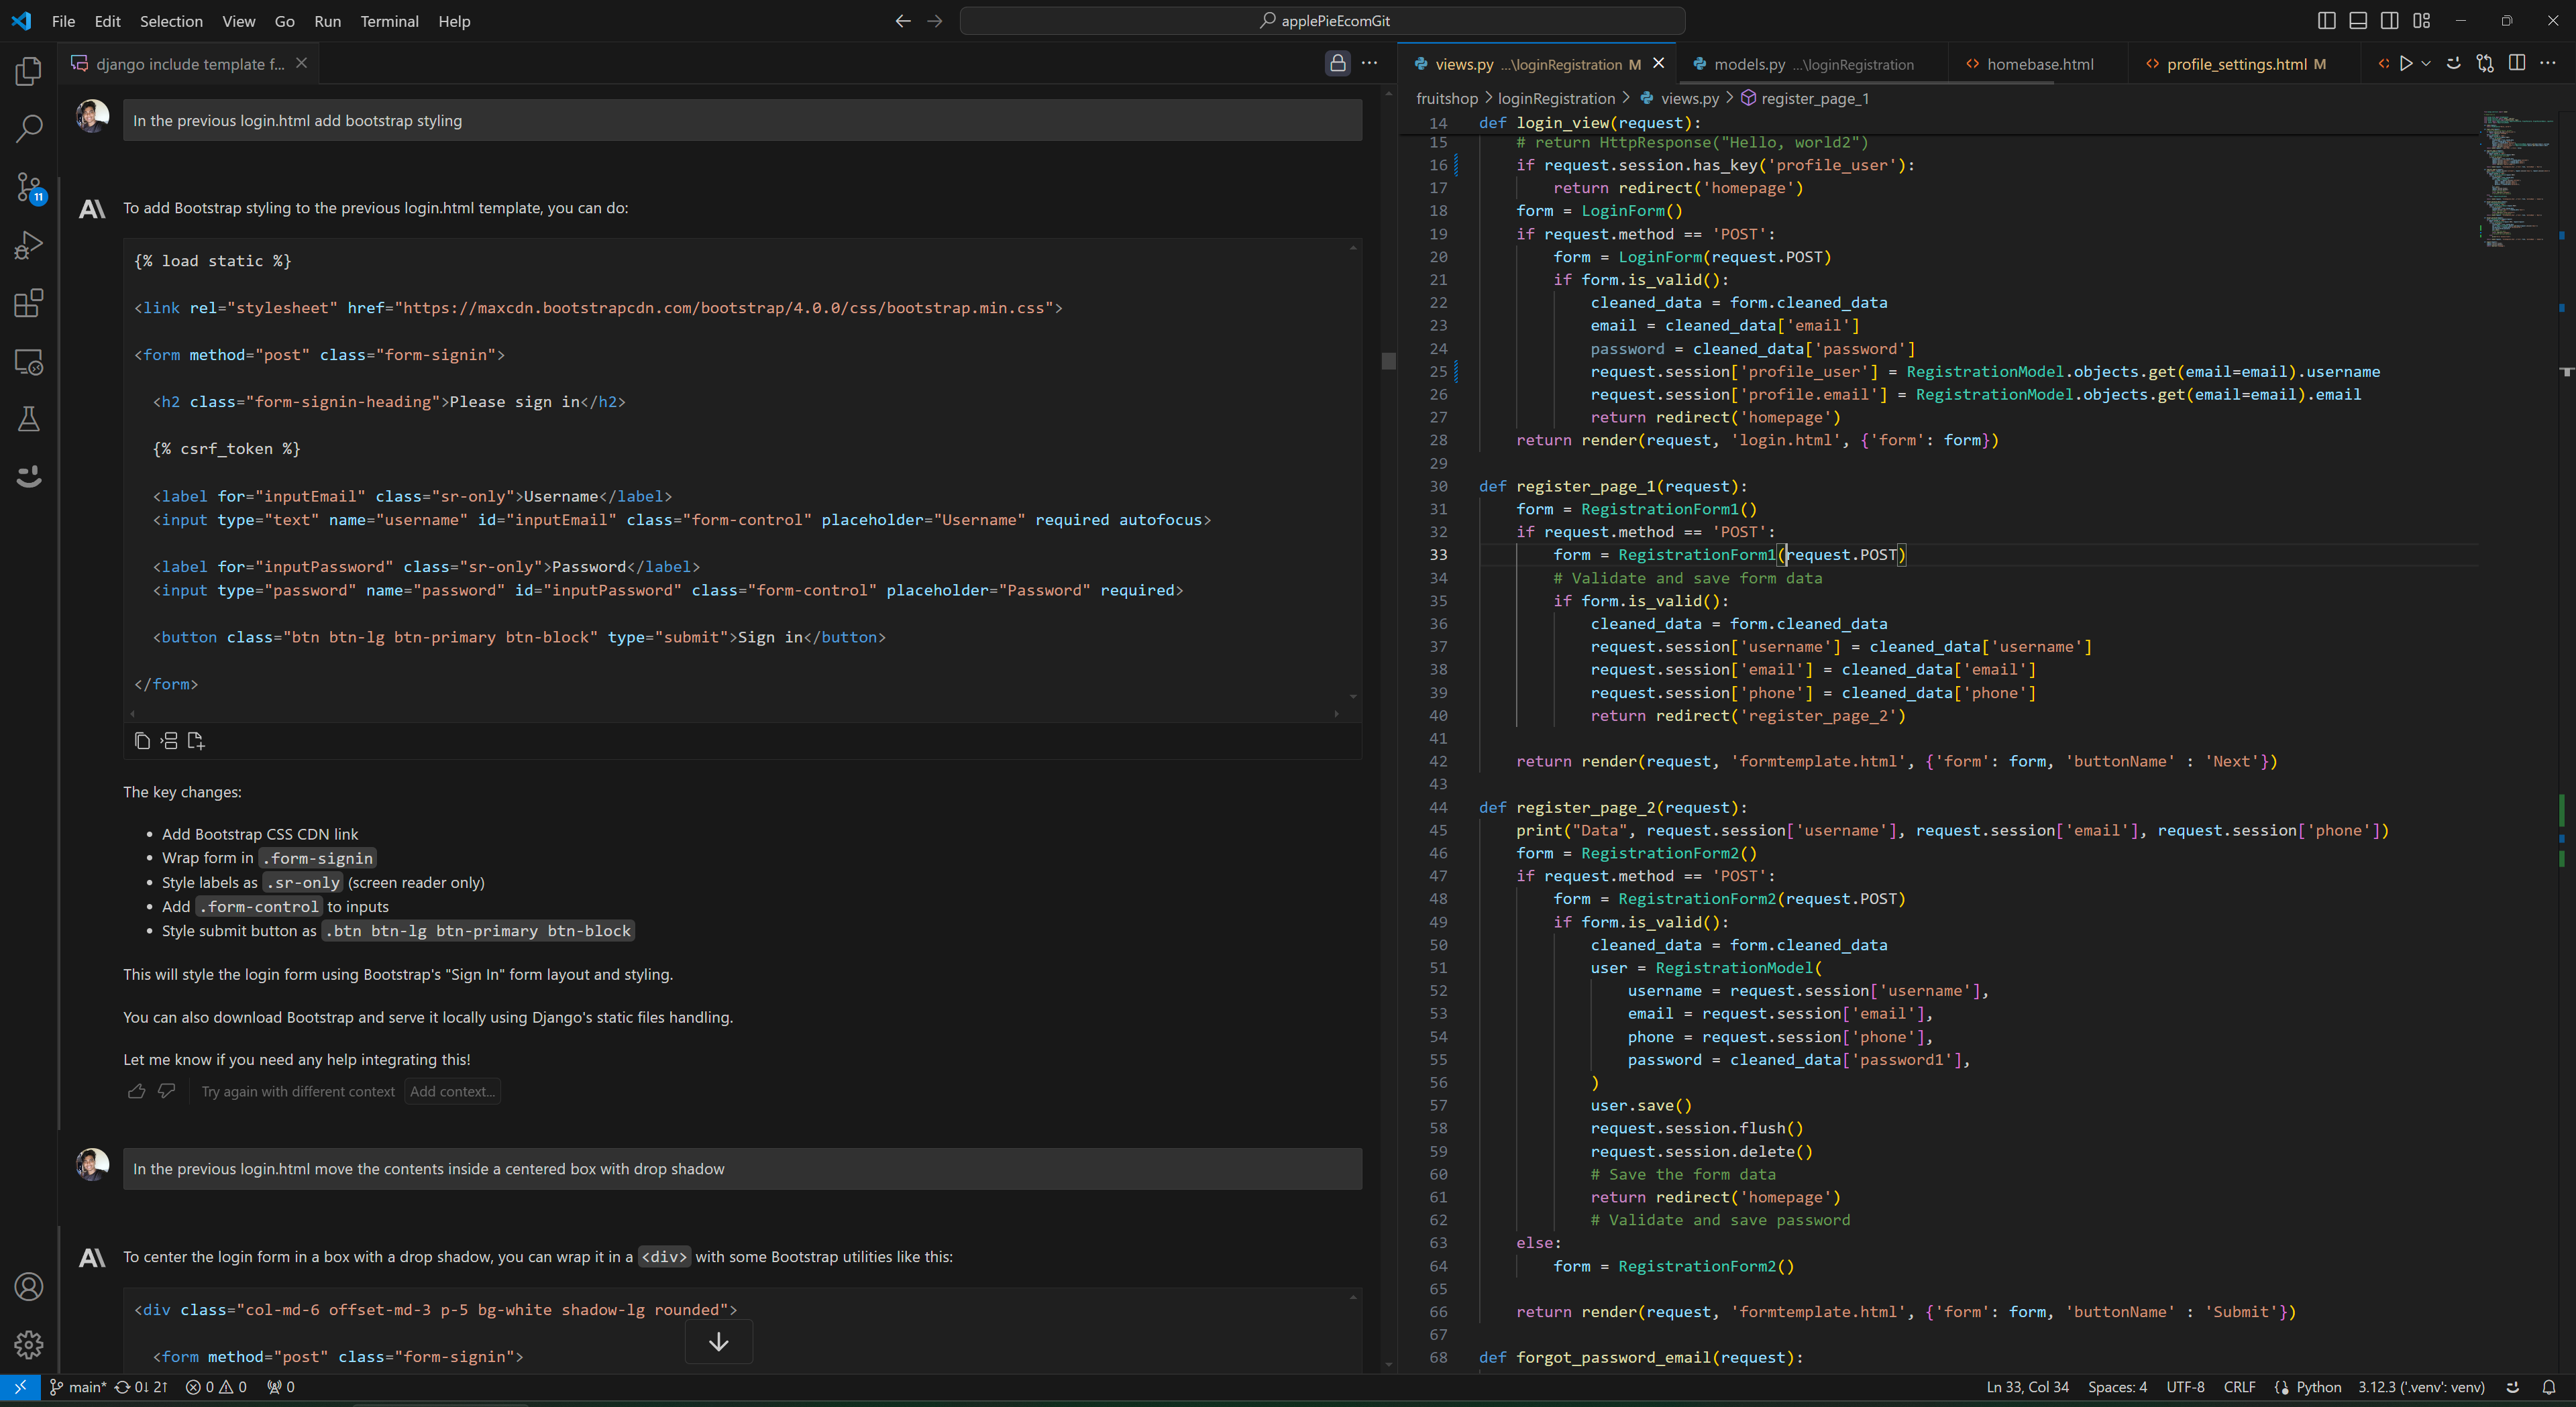 File Edit Selection View Go Run Terminal Help
applePieEcomGit
django include template f...
In the previous login.html add bootstrap styling
To add Bootstrap styling to the previous login.html template, you can do:
{% load static %}
<link rel="stylesheet" href="https://maxcdn.bootstrapcdn.com/bootstrap/4.0.0/css/bootstrap.min.css">
<form method="post" class="form-signin">
<h2 class="form-signin-heading">Please sign in</h2>
{% csrf_token %}
<label for="inputEmail" class="sr-only">Username</label>
<input type="text" name="username" id="inputEmail" class="form-control" placeholder="Username" required autofocus>
<label for="inputPassword" class="sr-only">Password</label>
<input type="password" name="password" id="inputPassword" class="form-control" placeholder="Password" required>
<button class="btn btn-lg btn-primary btn-block" type="submit">Sign in</button>
</form>
The key changes:
• Add Bootstrap CSS CDN link
• Wrap form in .form-signin
• Style labels as .sr-only (screen reader only)
• Add .form-control to inputs
• Style submit button as .btn btn-lg btn-primary btn-block
This will style the login form using Bootstrap's "Sign In" form layout and styling.
You can also download Bootstrap and serve it locally using Django's static files handling.
Let me know if you need any help integrating this!
Try again with different context Add context...
In the previous login.html move the contents inside a centered box with drop shadow
To center the login form in a box with a drop shadow, you can wrap it in a <div> with some Bootstrap utilities like this:
<div class="col-md-6 offset-md-3 p-5 bg-white shadow-lg rounded">
<form method="post" class="form-signin">
11
views.py ...\loginRegistration M models.py ...\loginRegistration homebase.html profile_settings.html M
fruitshop > loginRegistration > views.py > register_page_1
14 def login_view(request):
15 # return HttpResponse("Hello, world2")
16 if request.session.has_key('profile_user'):
17 return redirect('homepage')
18 form = LoginForm()
19 if request.method == 'POST':
20 form = LoginForm(request.POST)
21 if form.is_valid():
22 cleaned_data = form.cleaned_data
23 email = cleaned_data['email']
24 password = cleaned_data['password']
25 request.session['profile_user'] = RegistrationModel.objects.get(email=email).username
26 request.session['profile.email'] = RegistrationModel.objects.get(email=email).email
27 return redirect('homepage')
28 return render(request, 'login.html', {'form': form})
29
30 def register_page_1(request):
31 form = RegistrationForm1()
32 if request.method == 'POST':
33 form = RegistrationForm1(request.POST)
34 # Validate and save form data
35 if form.is_valid():
36 cleaned_data = form.cleaned_data
37 request.session['username'] = cleaned_data['username']
38 request.session['email'] = cleaned_data['email']
39 request.session['phone'] = cleaned_data['phone']
40 return redirect('register_page_2')
41
42 return render(request, 'formtemplate.html', {'form': form, 'buttonName' : 'Next'})
43
44 def register_page_2(request):
45 print("Data", request.session['username'], request.session['email'], request.session['phone'])
46 form = RegistrationForm2()
47 if request.method == 'POST':
48 form = RegistrationForm2(request.POST)
49 if form.is_valid():
50 cleaned_data = form.cleaned_data
51 user = RegistrationModel(
52 username = request.session['username'],
53 email = request.session['email'],
54 phone = request.session['phone'],
55 password = cleaned_data['password1'],
56 )
57 user.save()
58 request.session.flush()
59 request.session.delete()
60 # Save the form data
61 return redirect('homepage')
62 # Validate and save password
63 else:
64 form = RegistrationForm2()
65
66 return render(request, 'formtemplate.html', {'form': form, 'buttonName' : 'Submit'})
67
68 def forgot_password_email(request):
main* 0↓ 2↑ 0 0 0 Ln 33, Col 34 Spaces: 4 UTF-8 CRLF Python 3.12.3 ('.venv': venv)